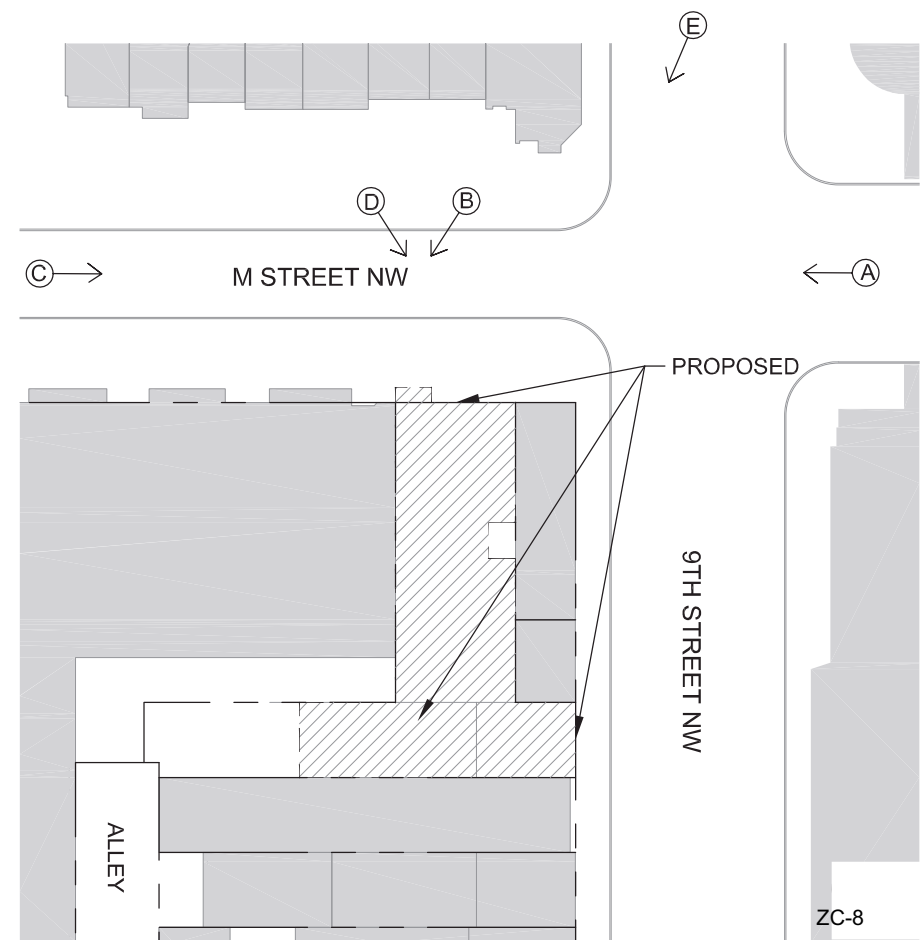 E
D
B
C
M STREET NW
A
PROPOSED
9TH STREET NW
ALLEY
ZC-8